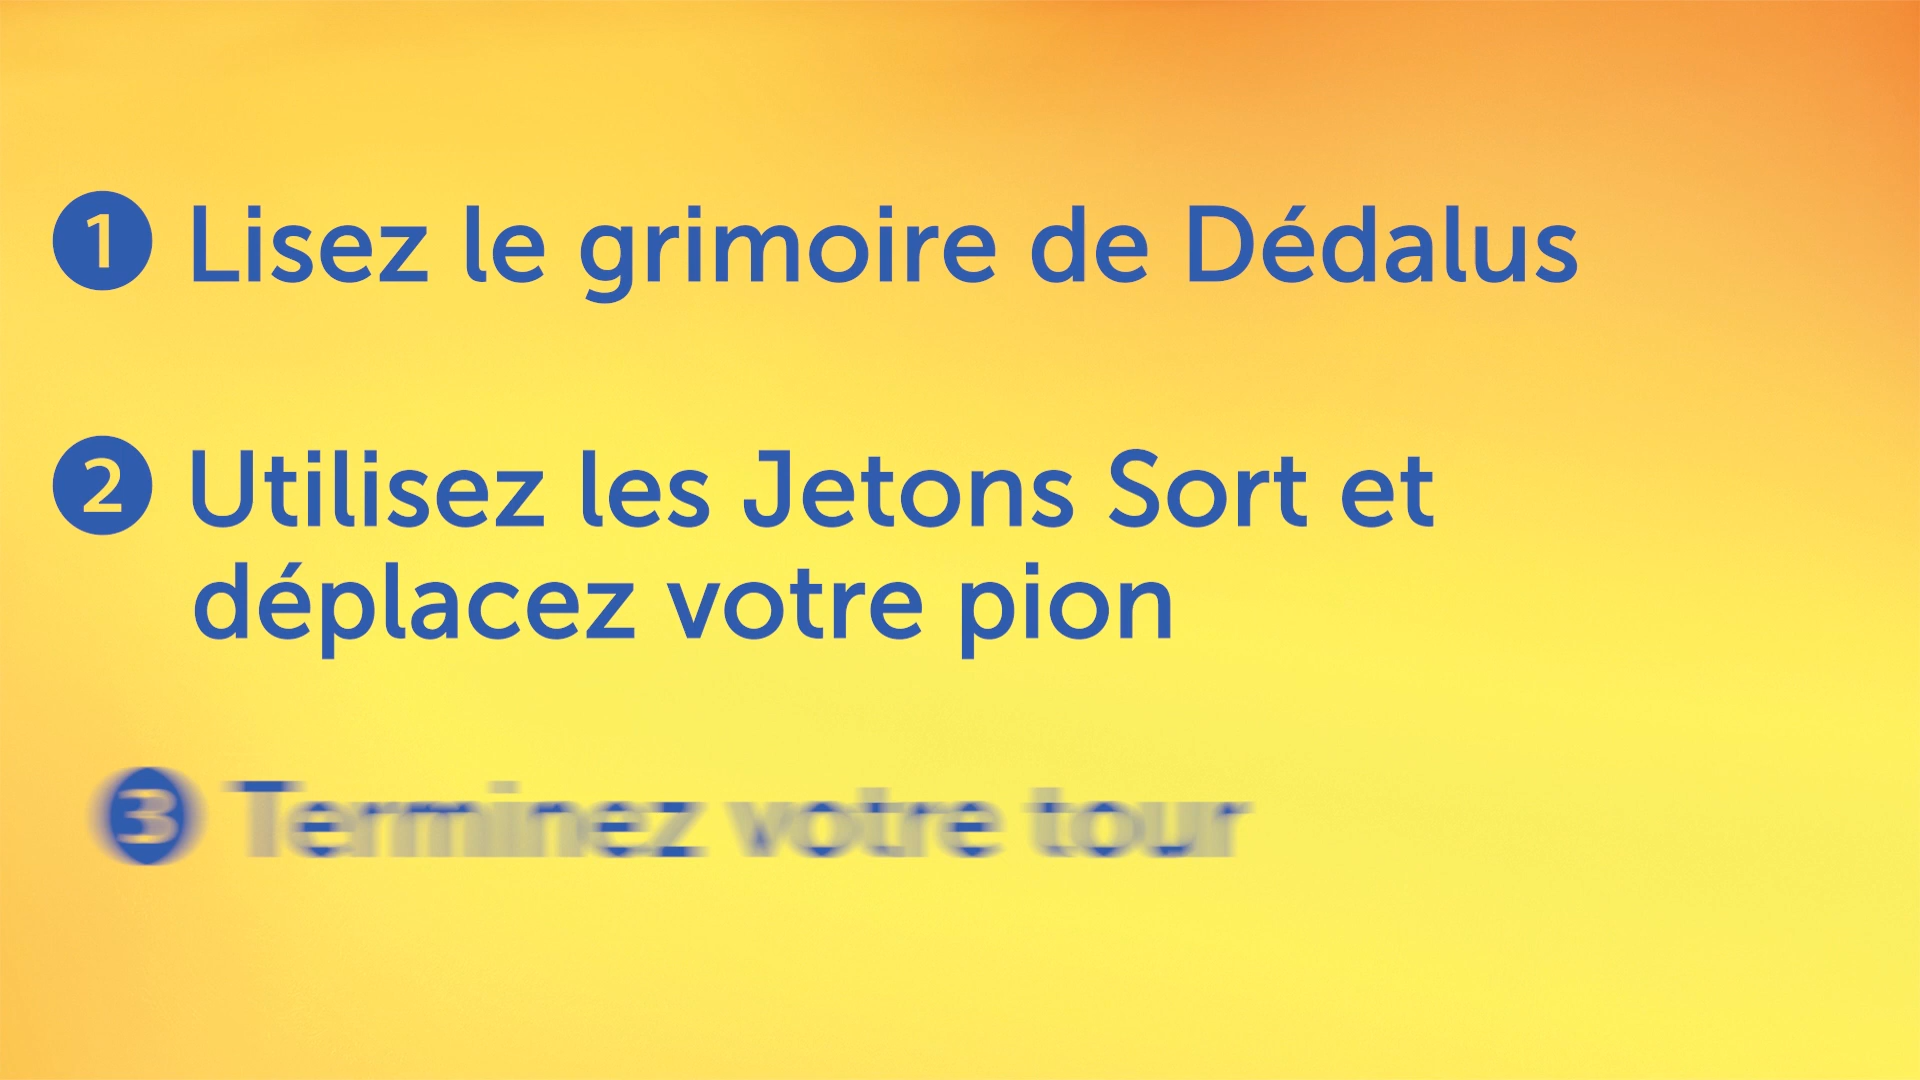 1 Lisez le grimoire de Dédalus
2 Utilisez les Jetons Sort et
déplacez votre pion
3 Terminez votre tour